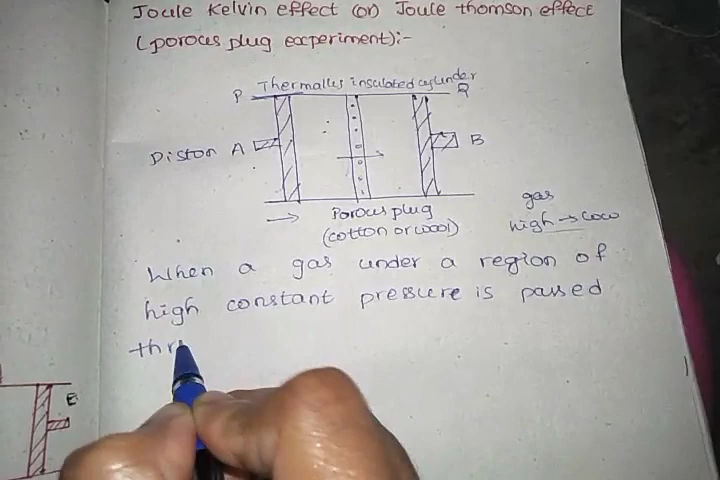 Joule Kelvin effect (or) Joule thomson effect
(porous plug experiment):-
Thermally insulated cylinder
P
Q
Piston A
B
Porous plug
(cotton or wool)
gas
high → low
When a gas under a region of
high constant pressure is passed
thr
E